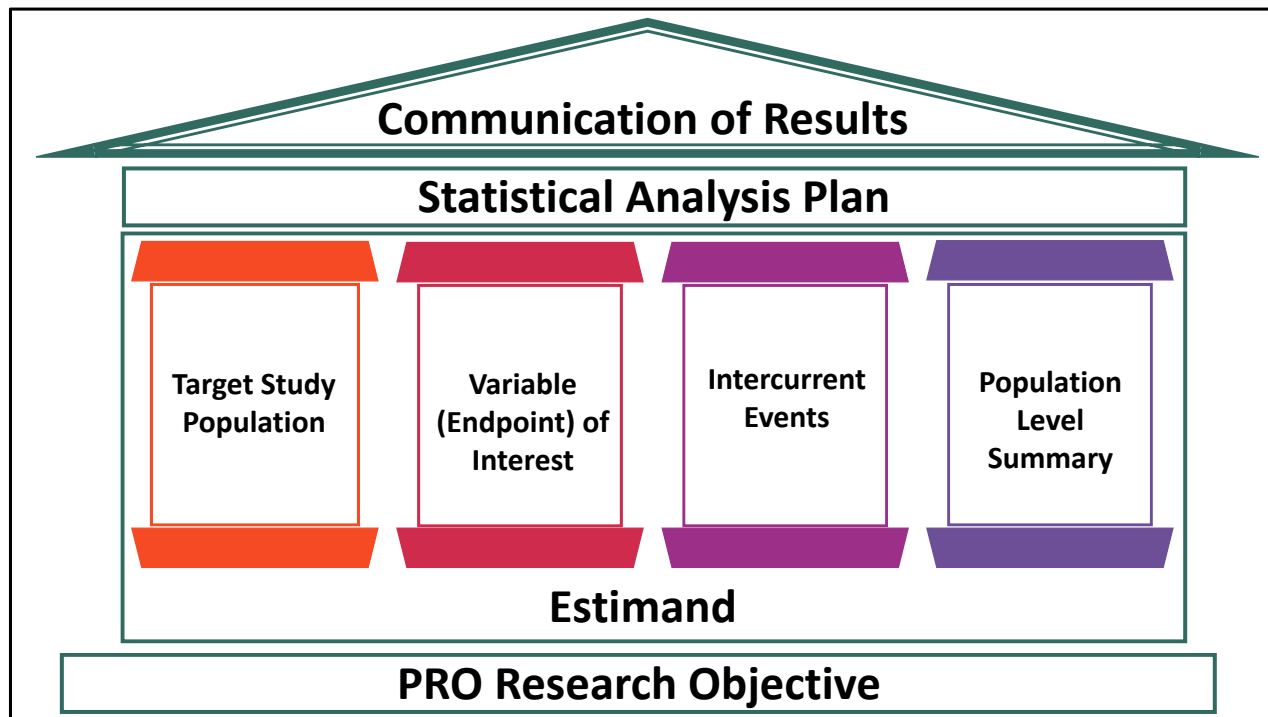 Communication of Results
Statistical Analysis Plan
Target Study
Population
Variable
(Endpoint) of
Interest
Intercurrent
Events
Population
Level
Summary
Estimand
PRO Research Objective